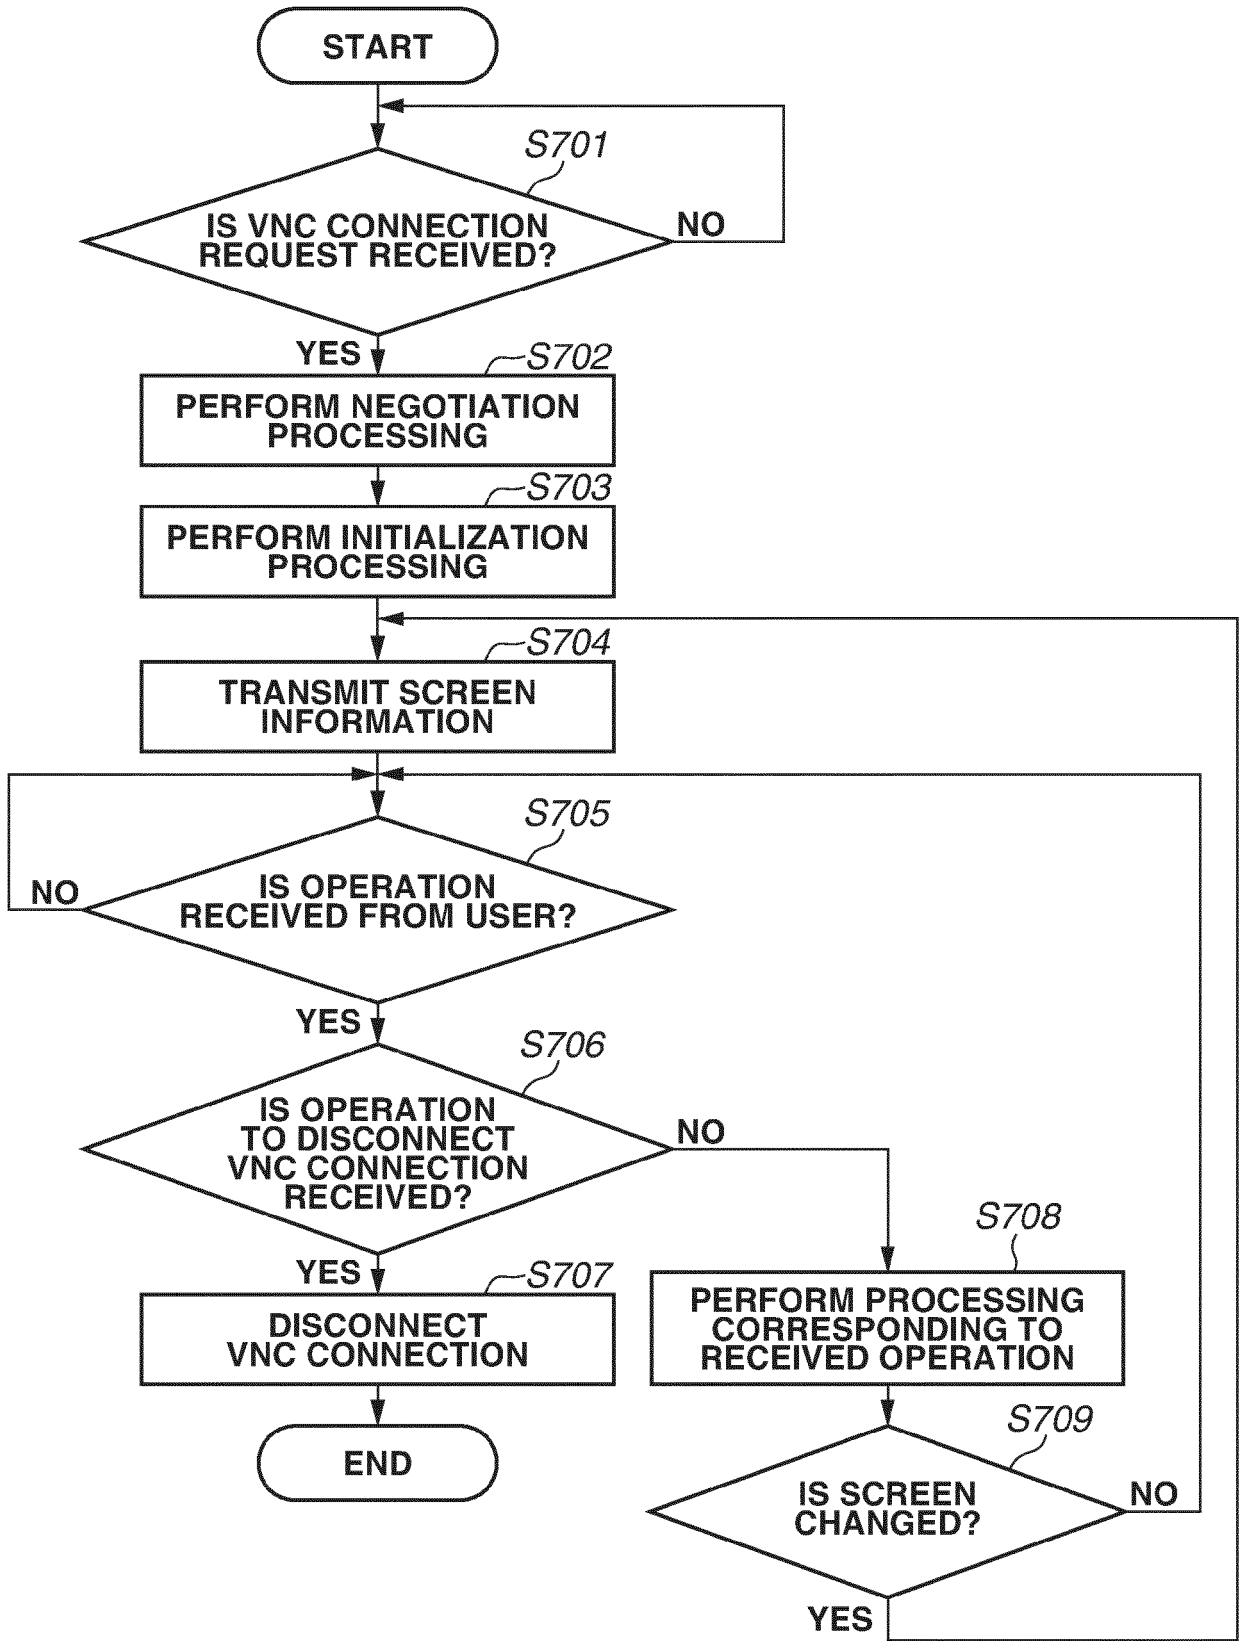 START
S701
IS VNC CONNECTION
REQUEST RECEIVED?
NO
YES
S702
PERFORM NEGOTIATION
PROCESSING
S703
PERFORM INITIALIZATION
PROCESSING
S704
TRANSMIT SCREEN
INFORMATION
S705
IS OPERATION
RECEIVED FROM USER?
NO
YES
S706
IS OPERATION
TO DISCONNECT
VNC CONNECTION
RECEIVED?
NO
YES
S707
DISCONNECT
VNC CONNECTION
END
S708
PERFORM PROCESSING
CORRESPONDING TO
RECEIVED OPERATION
S709
IS SCREEN
CHANGED?
NO
YES